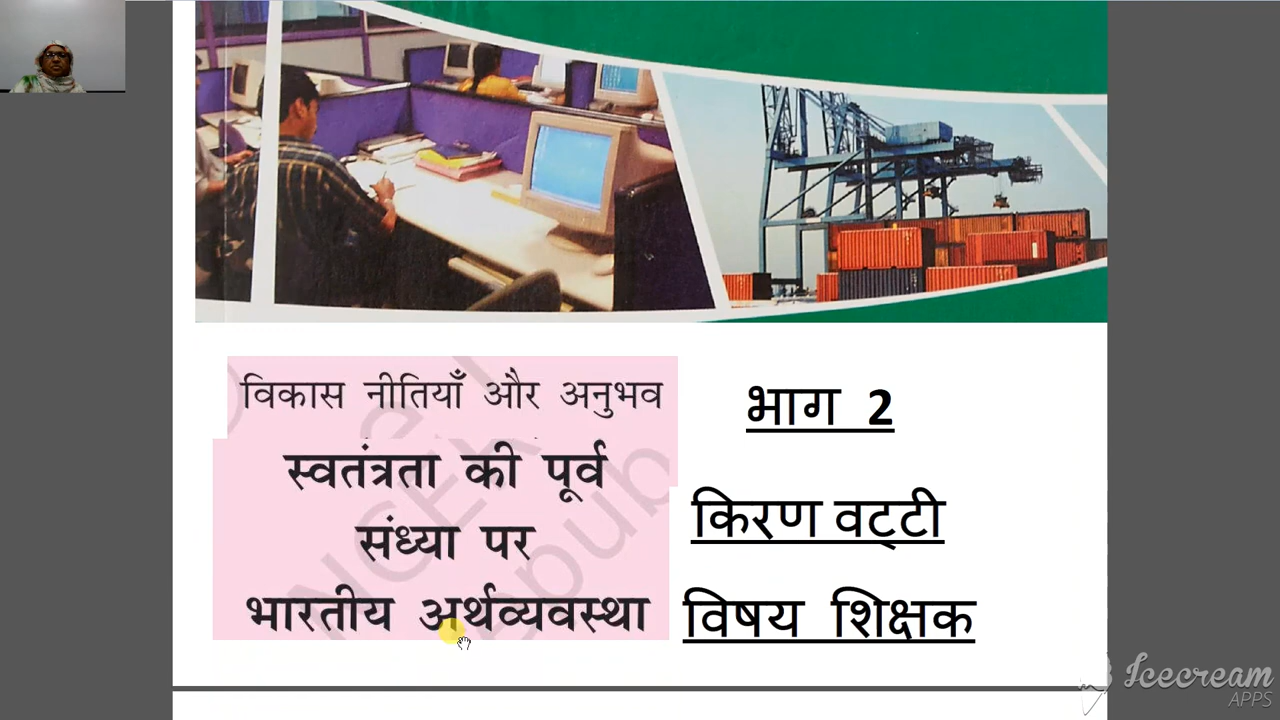 विकास नीतियाँ और अनुभव
स्वतंत्रता की पूर्व
संध्या पर
भारतीय अर्थव्यवस्था
भाग 2
किरण वट्टी
विषय शिक्षक
Icecream
APPS